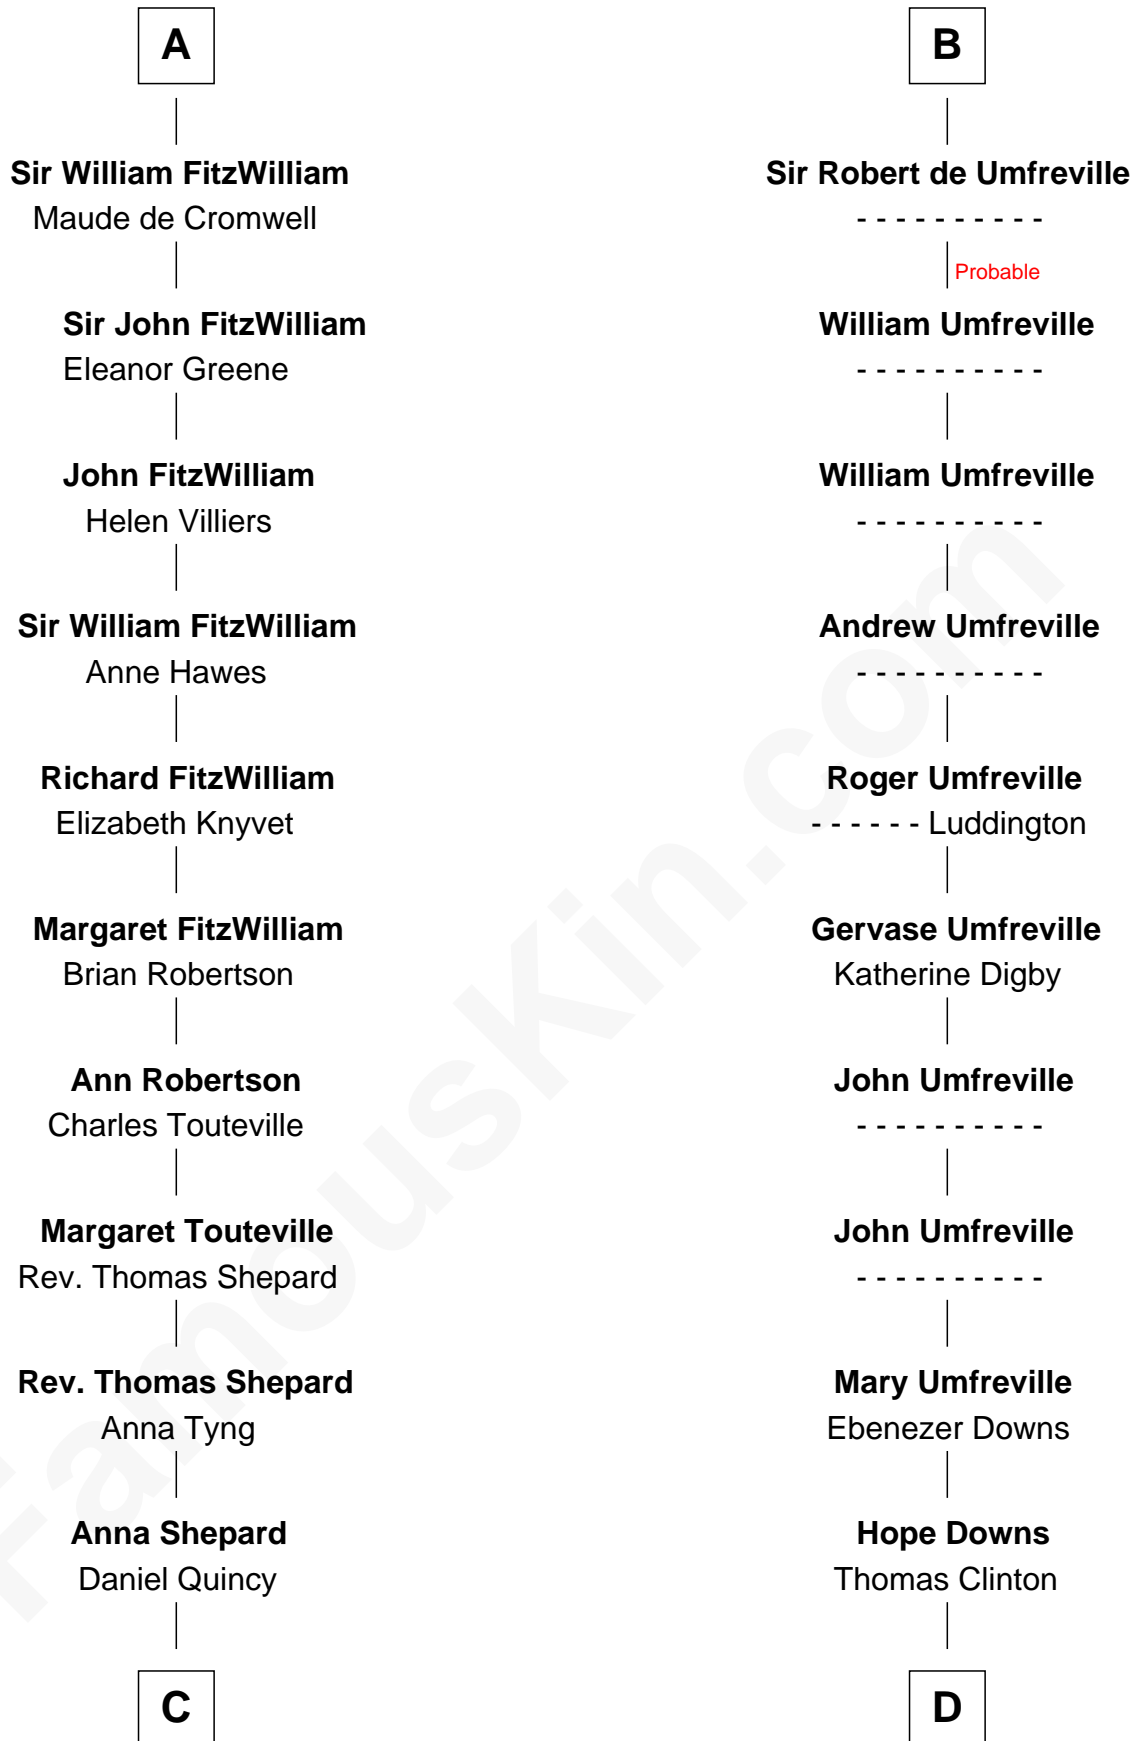 A
Sir William FitzWilliam
Maude de Cromwell
Sir John FitzWilliam
Eleanor Greene
John FitzWilliam
Helen Villiers
Sir William FitzWilliam
Anne Hawes
Richard FitzWilliam
Elizabeth Knyvet
Margaret FitzWilliam
Brian Robertson
Ann Robertson
Charles Touteville
Margaret Touteville
Rev. Thomas Shepard
Rev. Thomas Shepard
Anna Tyng
Anna Shepard
Daniel Quincy
C
B
Sir Robert de Umfreville
- - - - - - - - - -
Probable
William Umfreville
- - - - - - - - - -
William Umfreville
- - - - - - - - - -
Andrew Umfreville
- - - - - - - - - -
Roger Umfreville
- - - - - - Luddington
Gervase Umfreville
Katherine Digby
John Umfreville
- - - - - - - - - -
John Umfreville
- - - - - - - - - -
Mary Umfreville
Ebenezer Downs
Hope Downs
Thomas Clinton
D
FamousKin.com